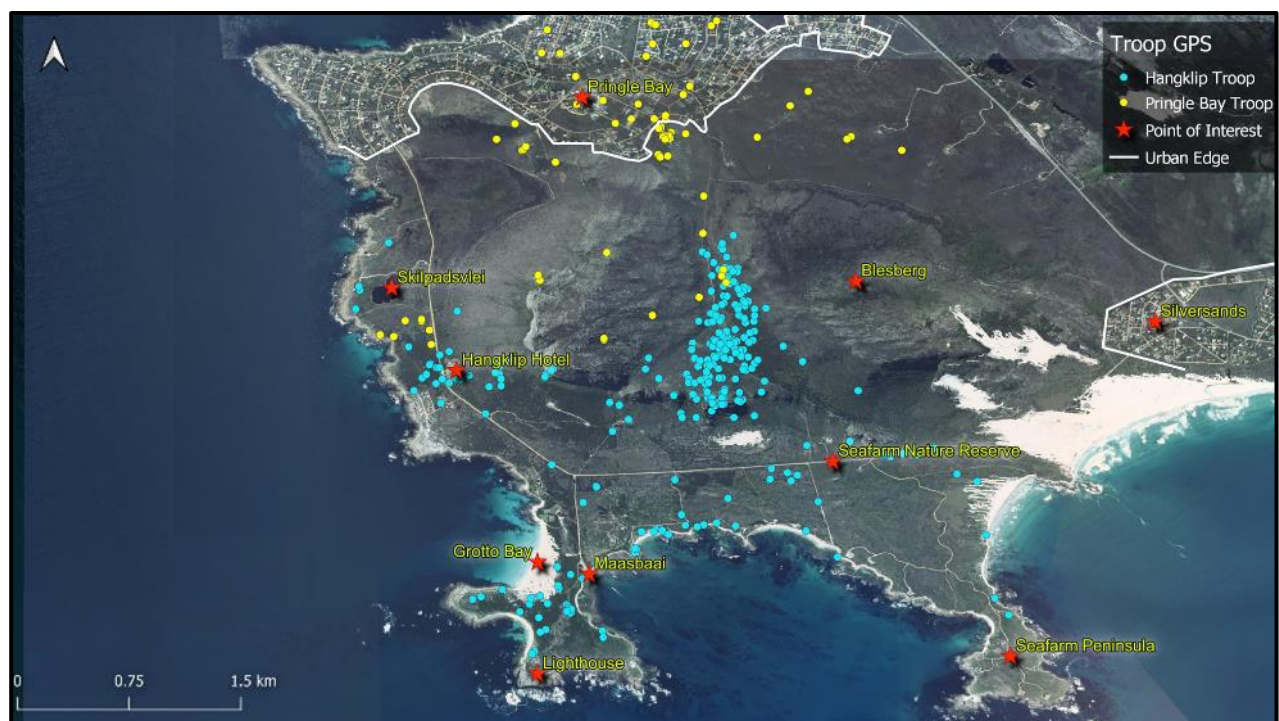 Troop GPS
Hangklip Troop
Pringle Bay Troop
Point of Interest
Urban Edge
Pringle Bay
Skilpadsvlei
Blesberg
Silversands
Hangklip Hotel
Seafarm Nature Reserve
Grotto Bay
Maasbaai
Lighthouse
Seafarm Peninsula
0 0.75 1.5 km